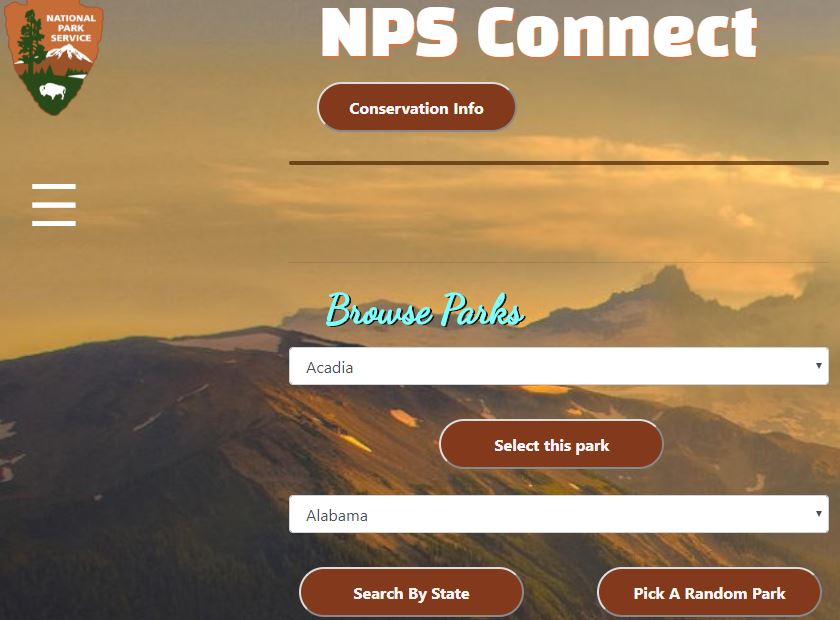 NATIONAL
PARK
SERVICE
NPS Connect
Conservation Info
Browse Parks
Acadia
Select this park
Alabama
Search By State
Pick A Random Park